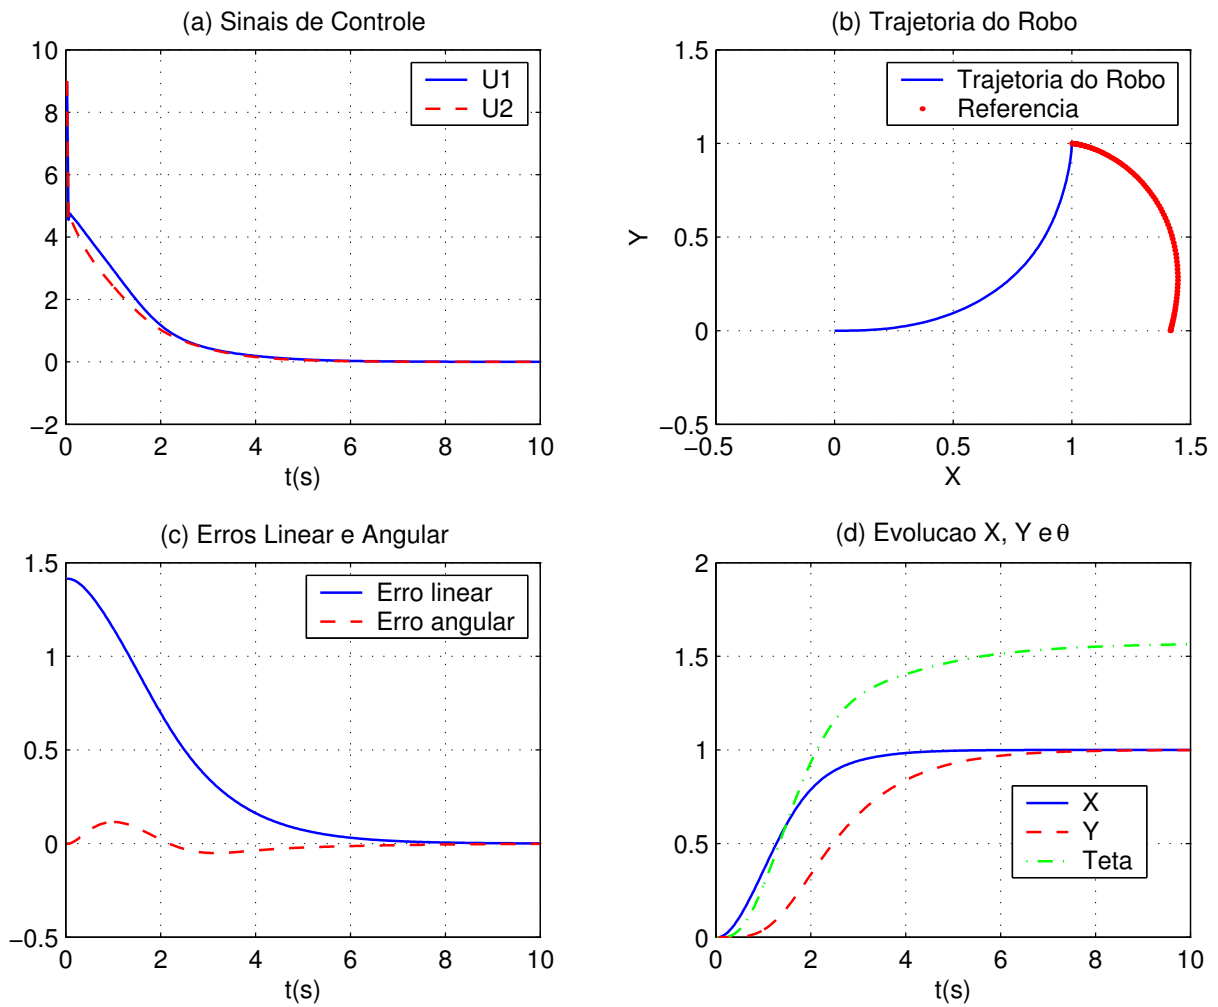 (a) Sinais de Controle
10
8
6
4
2
0
−2
0 2 4 6 8 10
t(s)
U1
U2
(b) Trajetoria do Robo
1.5
1
0.5
0
−0.5
−0.5 0 0.5 1 1.5
X
Y
Trajetoria do Robo
Referencia
(c) Erros Linear e Angular
1.5
1
0.5
0
−0.5
0 2 4 6 8 10
t(s)
Erro linear
Erro angular
(d) Evolucao X, Y e θ
2
1.5
1
0.5
0
0 2 4 6 8 10
t(s)
X
Y
Teta